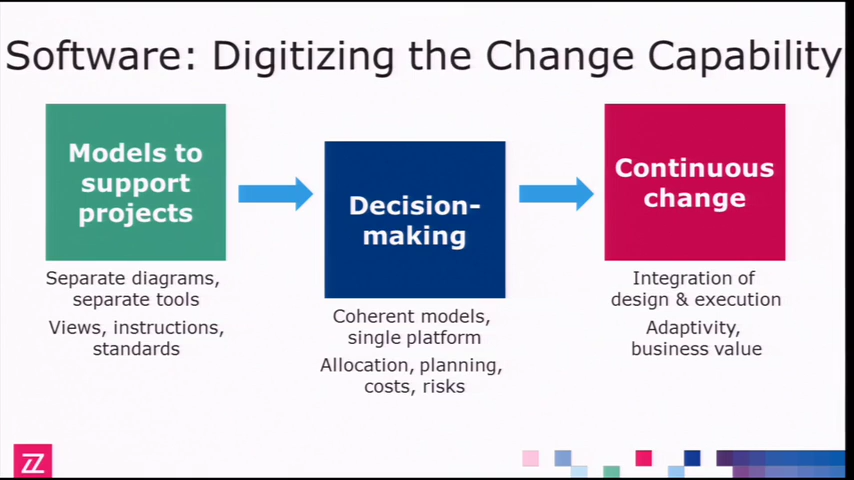 Software: Digitizing the Change Capability
Models to
support
projects
Separate diagrams,
separate tools
Views, instructions,
standards
Decision-
making
Coherent models,
single platform
Allocation, planning,
costs, risks
Continuous
change
Integration of
design & execution
Adaptivity,
business value